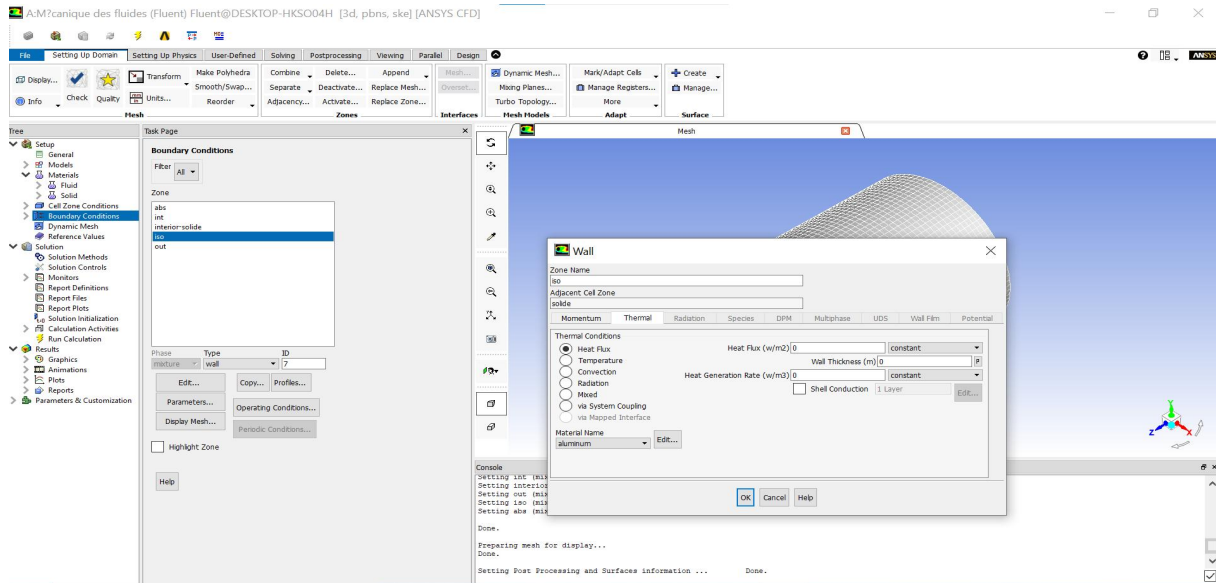 A:M?canique des fluides (Fluent) Fluent@DESKTOP-HKSO04H [3d, pbns, ske] [ANSYS CFD]
File Setting Up Domain Setting Up Physics User-Defined Solving Postprocessing Viewing Parallel Design
ANSYS
Display... Transform Make Polyhedra Combine Delete... Append Mesh... Dynamic Mesh... Mark/Adapt Cells Create
Smooth/Swap... Separate Deactivate... Replace Mesh... Overset... Mixing Planes... Manage Registers... Manage...
Info Check Quality Units... Reorder Adjacency... Activate... Replace Zone... Turbo Topology... More
Mesh Zones Interfaces Mesh Models Adapt Surface
Tree
Setup
General
Models
Materials
Fluid
Solid
Cell Zone Conditions
Boundary Conditions
Dynamic Mesh
Reference Values
Solution
Solution Methods
Solution Controls
Monitors
Report Definitions
Report Files
Report Plots
Solution Initialization
Calculation Activities
Run Calculation
Results
Graphics
Animations
Plots
Reports
Parameters & Customization
Task Page
Boundary Conditions
Filter All
Zone
abs
int
interior-solide
iso
out
Phase Type ID
mixture wall 7
Edit... Copy... Profiles...
Parameters... Operating Conditions...
Display Mesh... Periodic Conditions...
Highlight Zone
Help
Mesh
Wall
Zone Name
iso
Adjacent Cell Zone
solide
Momentum Thermal Radiation Species DPM Multiphase UDS Wall Film Potential
Thermal Conditions
Heat Flux
Temperature
Convection
Radiation
Mixed
via System Coupling
via Mapped Interface
Heat Flux (w/m2) 0 constant
Wall Thickness (m) 0 P
Heat Generation Rate (w/m3) 0 constant
Shell Conduction 1 Layer Edit...
Material Name
aluminum Edit...
OK Cancel Help
Y
Z X
Console
Setting int (mix
Setting interior
Setting out (mix
Setting iso (mix
Setting abs (mix
Done.
Preparing mesh for display...
Done.
Setting Post Processing and Surfaces information ... Done.